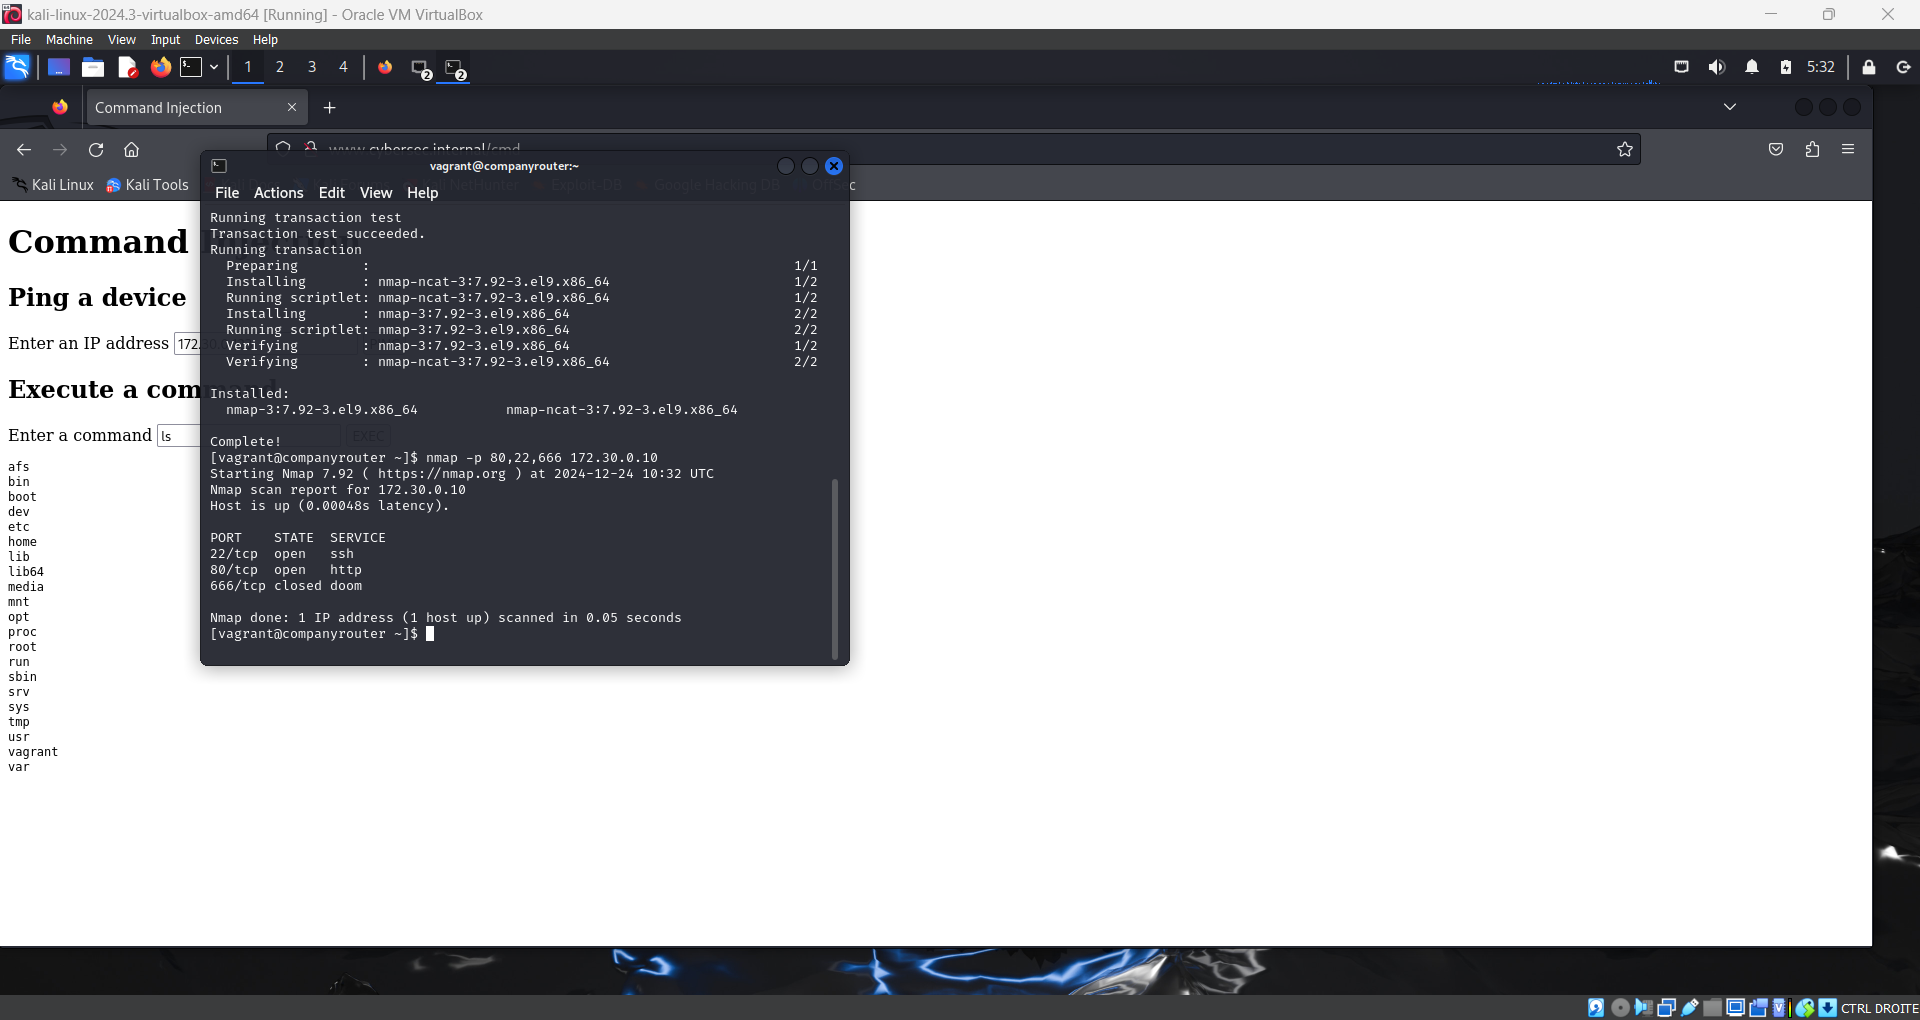 kali-linux-2024.3-virtualbox-amd64 [Running] - Oracle VM VirtualBox
File Machine View Input Devices Help
1 2 3 4 2 2 5:32
Command Injection
www.cybersec.internal/cmd
Kali Linux Kali Tools Exploit-DB Google Hacking DB OffSec
vagrant@companyrouter:~
File Actions Edit View Help
Command
Ping a device
Enter an IP address 172.30.0
Execute a com
Enter a command ls EXEC
afs
bin
boot
dev
etc
home
lib
lib64
media
mnt
opt
proc
root
run
sbin
srv
sys
tmp
usr
vagrant
var
Running transaction test
Transaction test succeeded.
Running transaction
Preparing : 1/1
Installing : nmap-ncat-3:7.92-3.el9.x86_64 1/2
Running scriptlet: nmap-ncat-3:7.92-3.el9.x86_64 1/2
Installing : nmap-3:7.92-3.el9.x86_64 2/2
Running scriptlet: nmap-3:7.92-3.el9.x86_64 2/2
Verifying : nmap-3:7.92-3.el9.x86_64 1/2
Verifying : nmap-ncat-3:7.92-3.el9.x86_64 2/2
Installed:
nmap-3:7.92-3.el9.x86_64 nmap-ncat-3:7.92-3.el9.x86_64
Complete!
[vagrant@companyrouter ~]$ nmap -p 80,22,666 172.30.0.10
Starting Nmap 7.92 ( https://nmap.org ) at 2024-12-24 10:32 UTC
Nmap scan report for 172.30.0.10
Host is up (0.00048s latency).
PORT STATE SERVICE
22/tcp open ssh
80/tcp open http
666/tcp closed doom
Nmap done: 1 IP address (1 host up) scanned in 0.05 seconds
[vagrant@companyrouter ~]$
CTRL DROITE